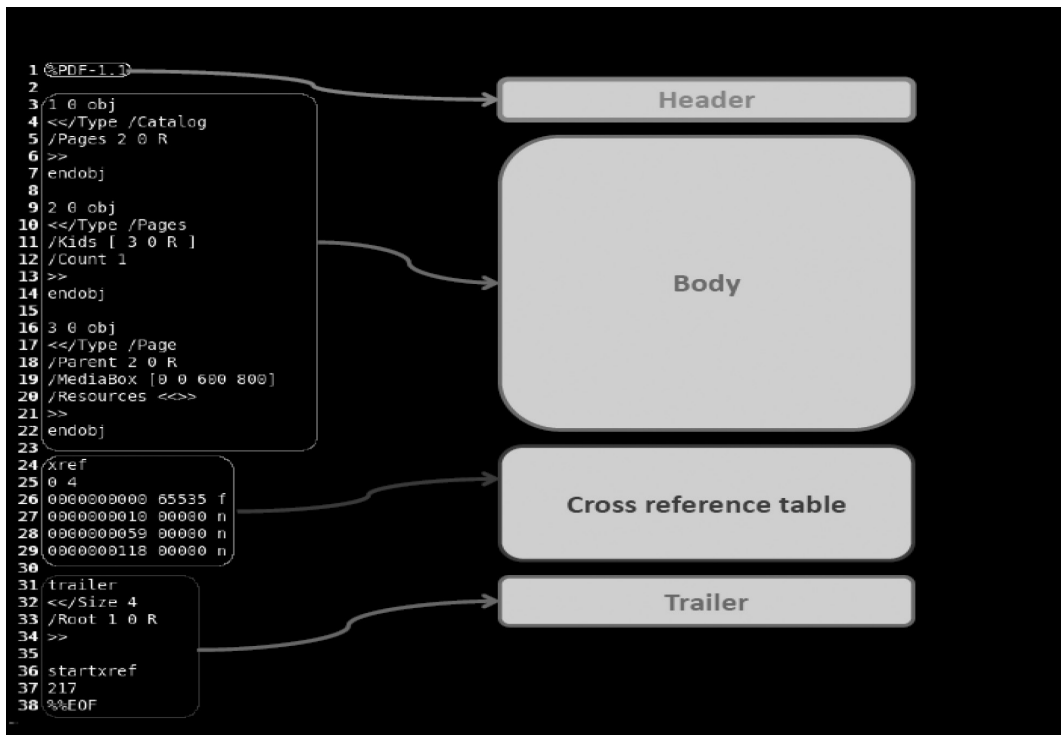 1 %PDF-1.1
2
3 1 0 obj
4 <</Type /Catalog
5 /Pages 2 0 R
6 >>
7 endobj
8
9 2 0 obj
10 <</Type /Pages
11 /Kids [ 3 0 R ]
12 /Count 1
13 >>
14 endobj
15
16 3 0 obj
17 <</Type /Page
18 /Parent 2 0 R
19 /MediaBox [0 0 600 800]
20 /Resources <<>>
21 >>
22 endobj
23
24 xref
25 0 4
26 0000000000 65535 f
27 0000000010 00000 n
28 0000000059 00000 n
29 0000000118 00000 n
30
31 trailer
32 <</Size 4
33 /Root 1 0 R
34 >>
35
36 startxref
37 217
38 %%EOF
Header
Body
Cross reference table
Trailer